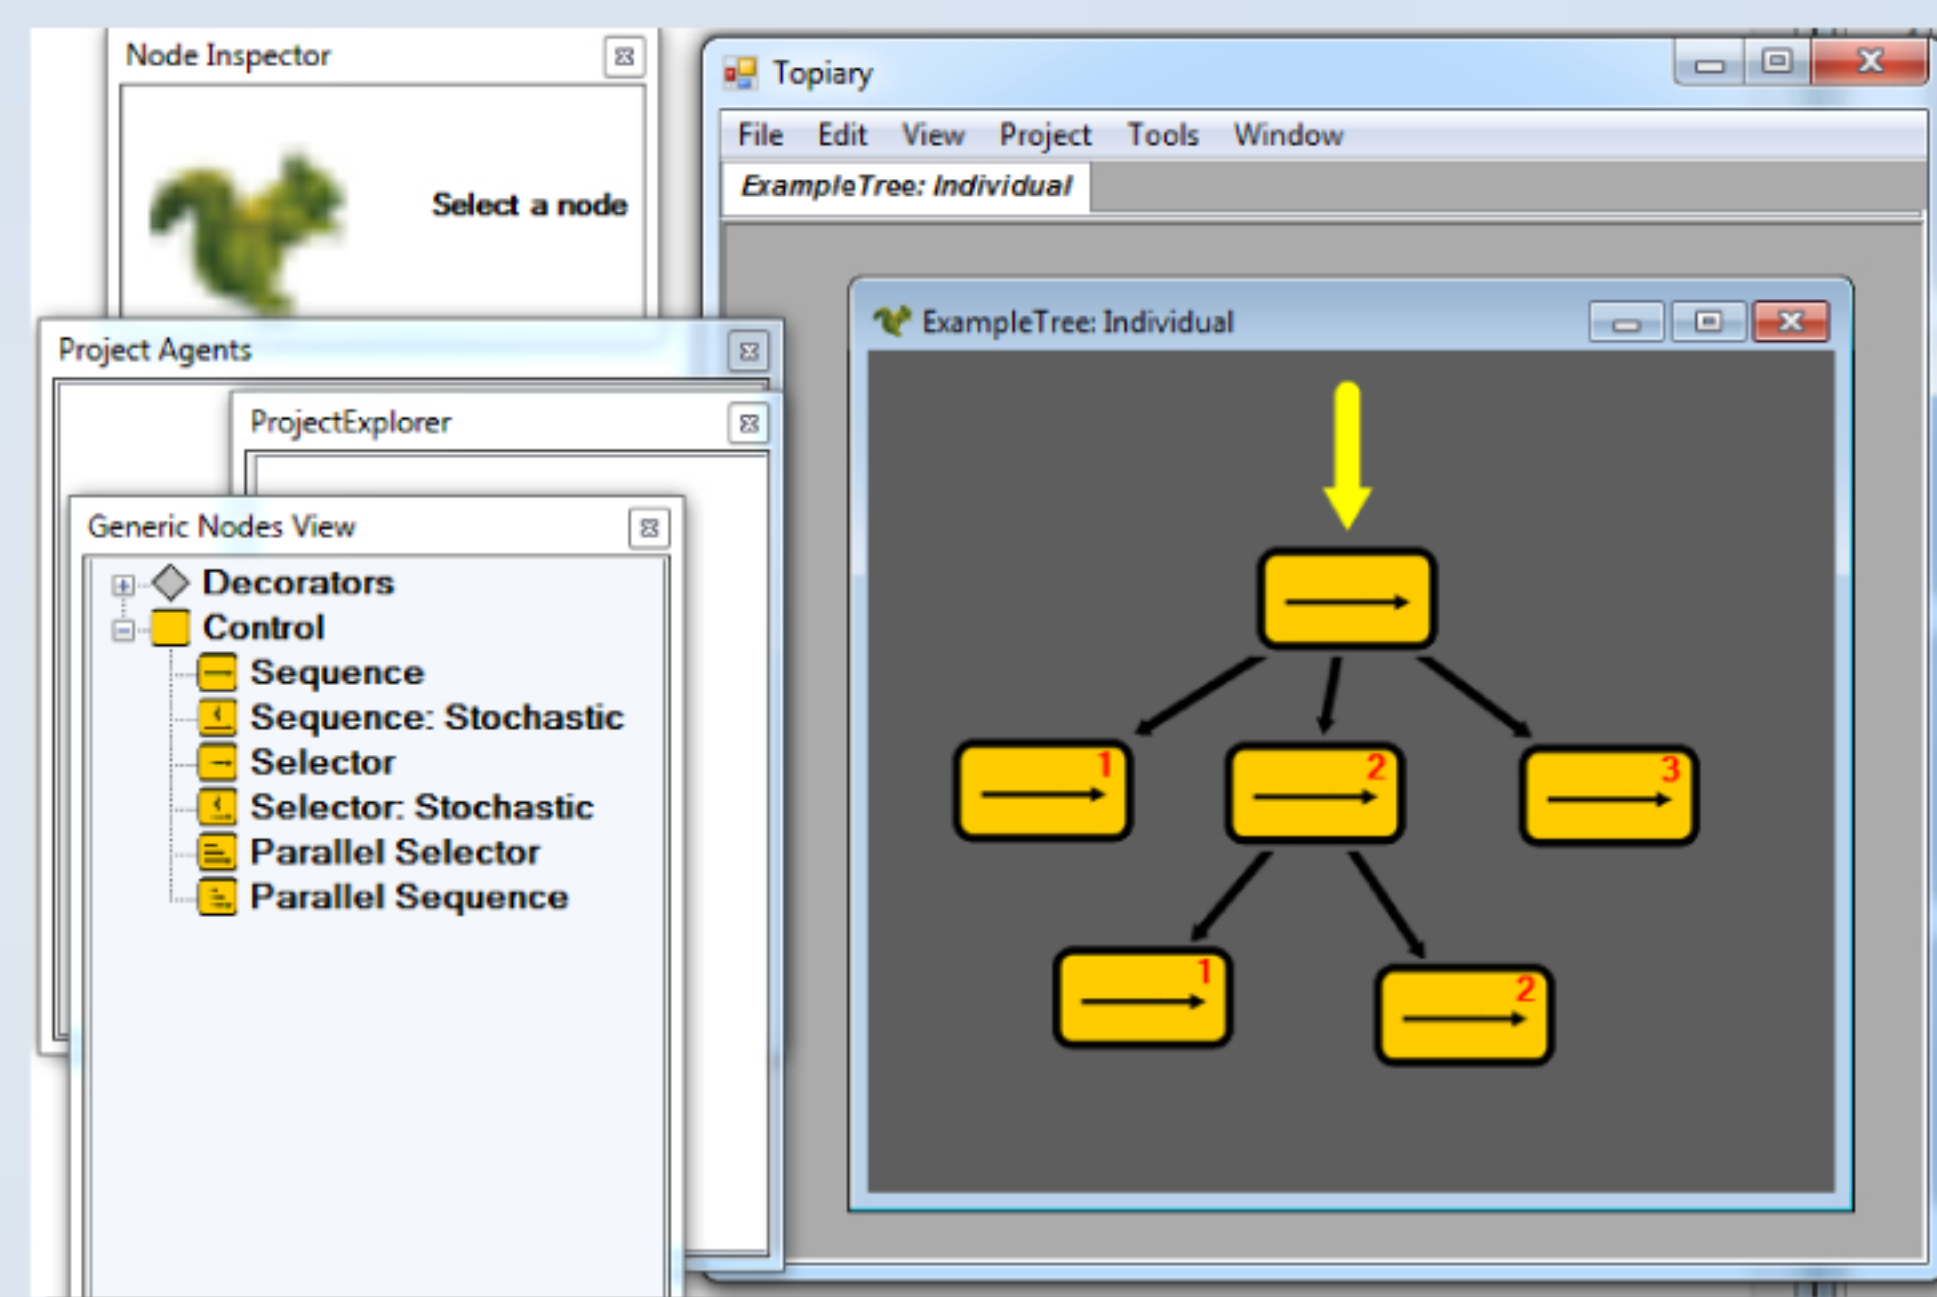 Node Inspector
Select a node
Project Agents
ProjectExplorer
Generic Nodes View
Decorators
Control
Sequence
Sequence: Stochastic
Selector
Selector: Stochastic
Parallel Selector
Parallel Sequence
Topiary
File Edit View Project Tools Window
ExampleTree: Individual
ExampleTree: Individual
1
2
3
1
2